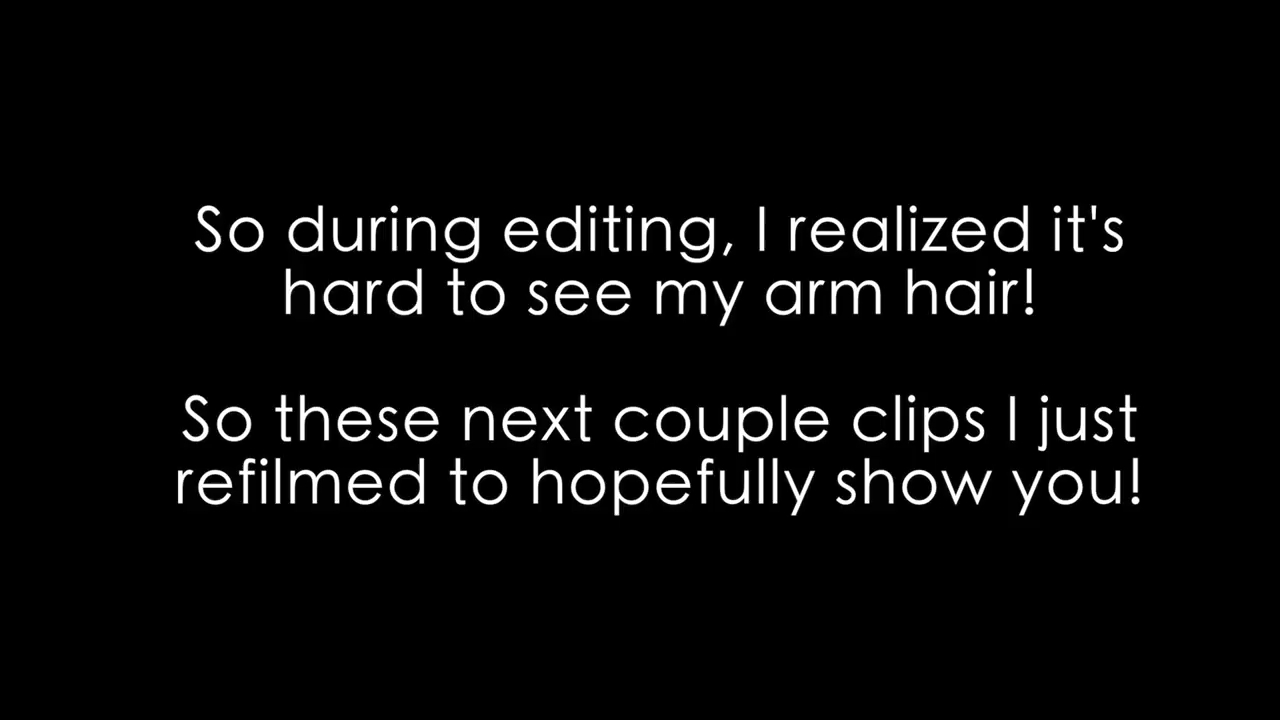 So during editing, I realized it's
hard to see my arm hair!
So these next couple clips I just
refilmed to hopefully show you!